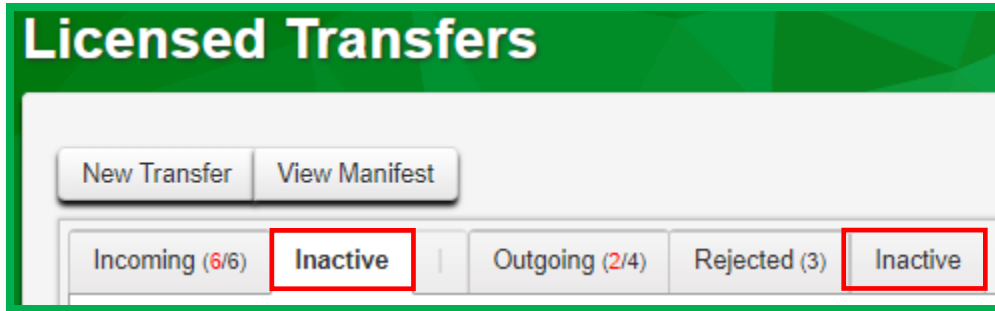 Licensed Transfers
New Transfer View Manifest
Incoming (6/6) Inactive | Outgoing (2/4) Rejected (3) Inactive